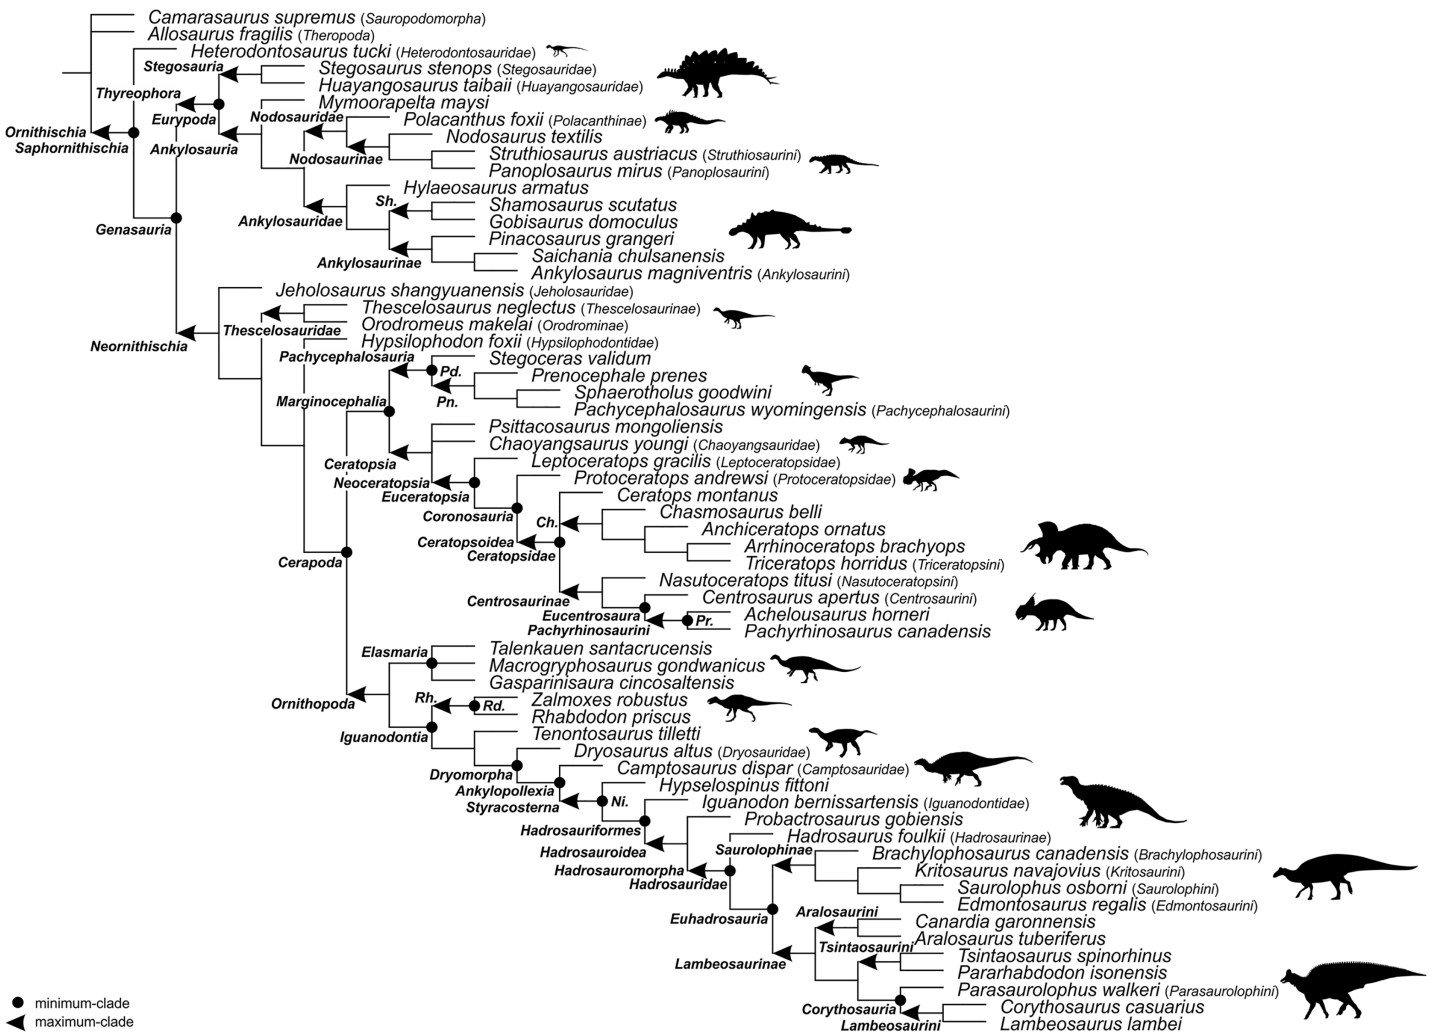 Camarasaurus supremus (Sauropodomorpha)
Allosaurus fragilis (Theropoda)
Heterodontosaurus tucki (Heterodontosauridae)
Stegosauria
Stegosaurus stenops (Stegosauridae)
Huayangosaurus taibaii (Huayangosauridae)
Thyreophora
Mymoorapelta maysi
Eurypoda
Nodosauridae
Polacanthus foxii (Polacanthinae)
Ornithischia
Saphornithischia
Ankylosauria
Nodosaurus textilis
Nodosaurinae
Struthiosaurus austriacus (Struthiosaurini)
Panoplosaurus mirus (Panoplosaurini)
Hylaeosaurus armatus
Sh.
Shamosaurus scutatus
Ankylosauridae
Gobisaurus domoculus
Genasauria
Pinacosaurus grangeri
Ankylosaurinae
Saichania chulsanensis
Ankylosaurus magniventris (Ankylosaurini)
Jeholosaurus shangyuanensis (Jeholosauridae)
Thescelosaurus neglectus (Thescelosaurinae)
Thescelosauridae
Orodromeus makelai (Orodrominae)
Neornithischia
Hypsilophodon foxii (Hypsilophodontidae)
Pachycephalosauria
Stegoceras validum
Pd.
Prenocephale prenes
Sphaerotholus goodwini
Marginocephalia
Pn.
Pachycephalosaurus wyomingensis (Pachycephalosaurini)
Psittacosaurus mongoliensis
Chaoyangsaurus youngi (Chaoyangsauridae)
Ceratopsia
Leptoceratops gracilis (Leptoceratopsidae)
Neoceratopsia
Protoceratops andrewsi (Protoceratopsidae)
Euceratopsia
Ceratops montanus
Coronosauria
Chasmosaurus belli
Ch.
Anchiceratops ornatus
Ceratopsoidea
Ceratopsidae
Arrhinoceratops brachyops
Cerapoda
Triceratops horridus (Triceratopsini)
Nasutoceratops titusi (Nasutoceratopsini)
Centrosaurinae
Centrosaurus apertus (Centrosaurini)
Eucentrosaura
Achelousaurus horneri
Pachyrhinosaurini
Pr.
Pachyrhinosaurus canadensis
Elasmaria
Talenkauen santacrucensis
Macrogryphosaurus gondwanicus
Gasparinisaura cincosaltensis
Ornithopoda
Rh.
Rd.
Zalmoxes robustus
Rhabdodon priscus
Iguanodontia
Tenontosaurus tilletti
Dryosaurus altus (Dryosauridae)
Dryomorpha
Camptosaurus dispar (Camptosauridae)
Ankylopollexia
Hypselospinus fittoni
Styracosterna
Ni.
Iguanodon bernissartensis (Iguanodontidae)
Hadrosauriformes
Probactrosaurus gobiensis
Hadrosauroidea
Hadrosaurus foulkii (Hadrosaurinae)
Saurolophinae
Brachylophosaurus canadensis (Brachylophosaurini)
Hadrosauromorpha
Hadrosauridae
Kritosaurus navajovius (Kritosaurini)
Saurolophus osborni (Saurolophini)
Edmontosaurus regalis (Edmontosaurini)
Euhadrosauria
Aralosaurini
Canardia garonnensis
Aralosaurus tuberiferus
Tsintaosaurini
Lambeosaurinae
Tsintaosaurus spinorhinus
Pararhabdodon isonensis
Parasaurolophus walkeri (Parasaurolophini)
Corythosauria
Corythosaurus casuarius
Lambeosaurini
Lambeosaurus lambei
minimum-clade
maximum-clade